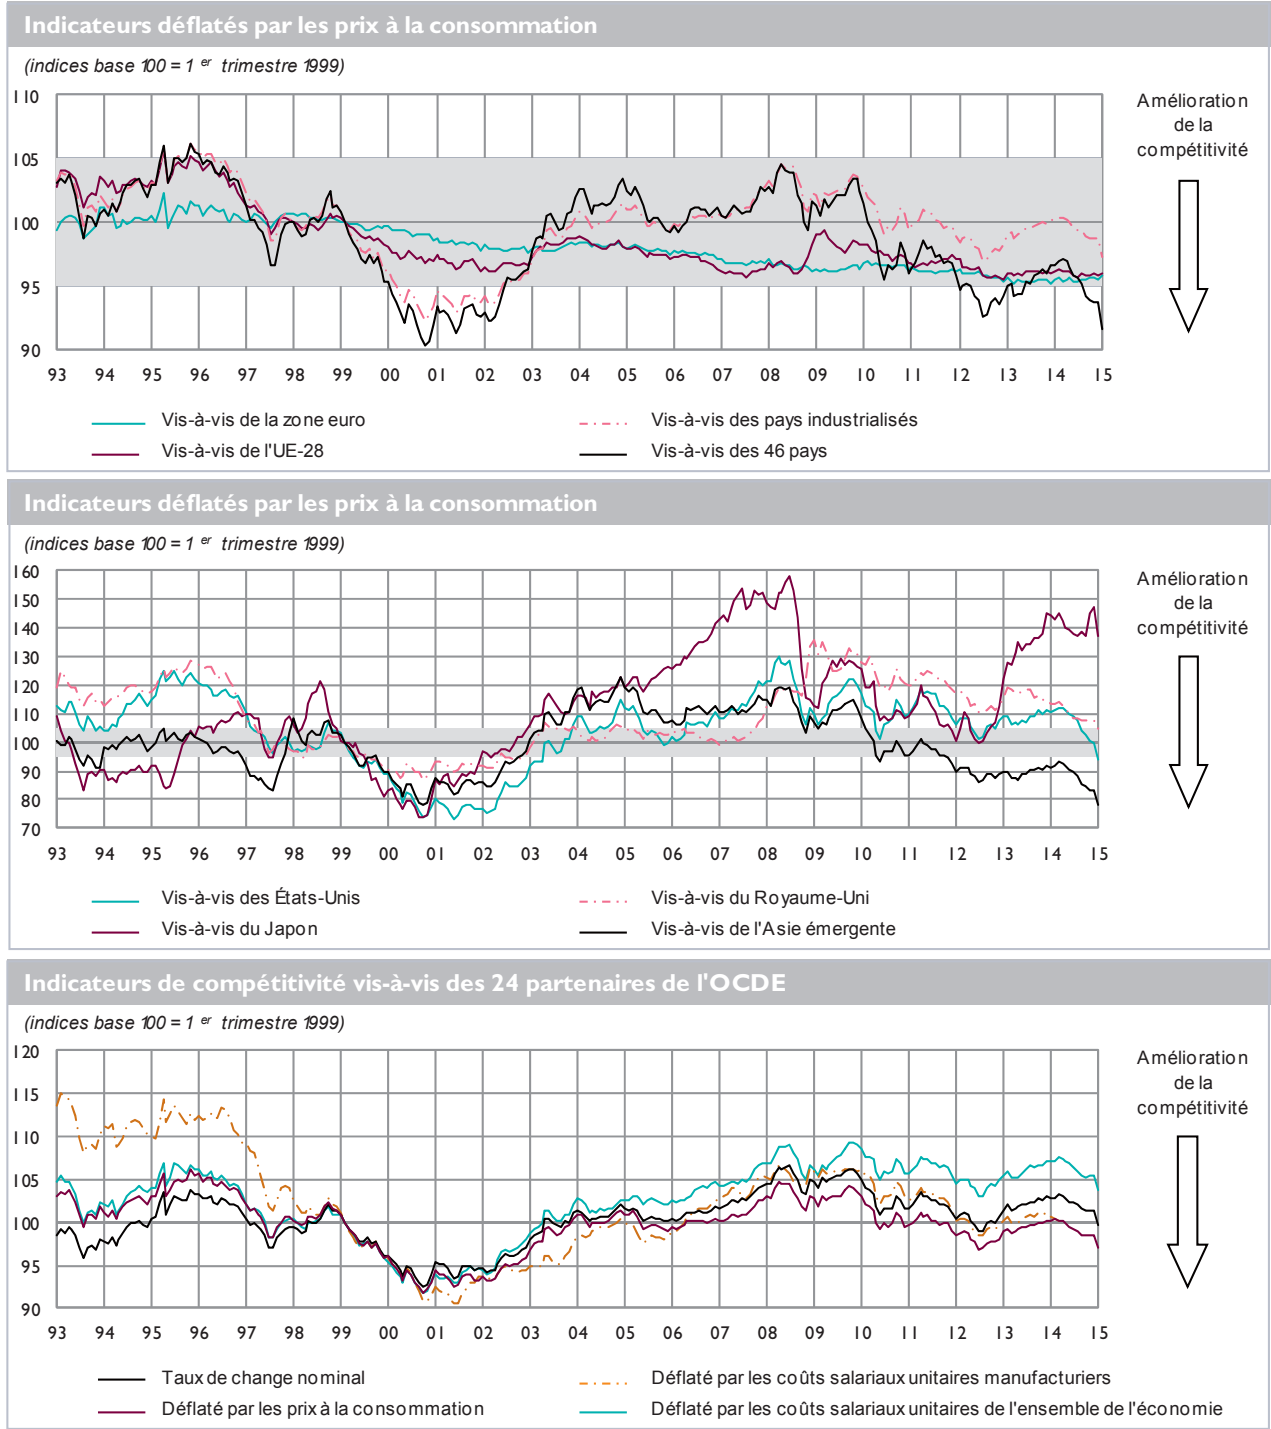 Indicateurs déflatés par les prix à la consommation
(indices base 100 = 1 er trimestre 1999)
110
105
100
95
90
93 94 95 96 97 98 99 00 01 02 03 04 05 06 07 08 09 10 11 12 13 14 15
Amélioration
de la
compétitivité
Vis-à-vis de la zone euro
Vis-à-vis des pays industrialisés
Vis-à-vis de l'UE-28
Vis-à-vis des 46 pays
Indicateurs déflatés par les prix à la consommation
(indices base 100 = 1 er trimestre 1999)
160
150
140
130
120
110
100
90
80
70
93 94 95 96 97 98 99 00 01 02 03 04 05 06 07 08 09 10 11 12 13 14 15
Amélioration
de la
compétitivité
Vis-à-vis des États-Unis
Vis-à-vis du Royaume-Uni
Vis-à-vis du Japon
Vis-à-vis de l'Asie émergente
Indicateurs de compétitivité vis-à-vis des 24 partenaires de l'OCDE
(indices base 100 = 1 er trimestre 1999)
120
115
110
105
100
95
90
93 94 95 96 97 98 99 00 01 02 03 04 05 06 07 08 09 10 11 12 13 14 15
Amélioration
de la
compétitivité
Taux de change nominal
Déflaté par les coûts salariaux unitaires manufacturiers
Déflaté par les prix à la consommation
Déflaté par les coûts salariaux unitaires de l'ensemble de l'économie